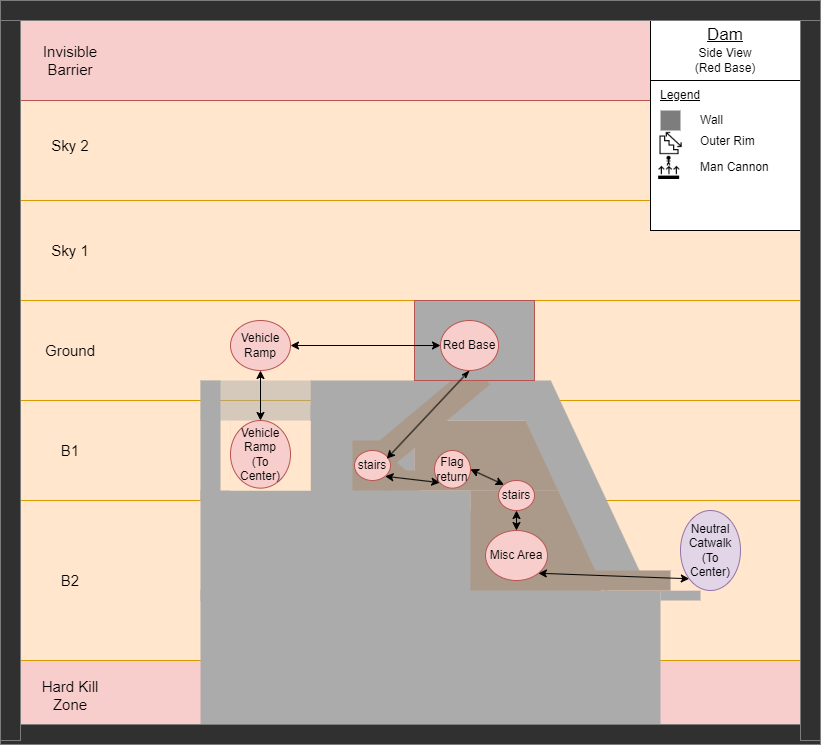 Invisible
Barrier
Dam
Side View
(Red Base)
Legend
Wall
Outer Rim
Man Cannon
Sky 2
Sky 1
Ground
Vehicle
Ramp
Red Base
B1
Vehicle
Ramp
(To
Center)
stairs
Flag
return
stairs
B2
Misc Area
Neutral
Catwalk
(To
Center)
Hard Kill
Zone